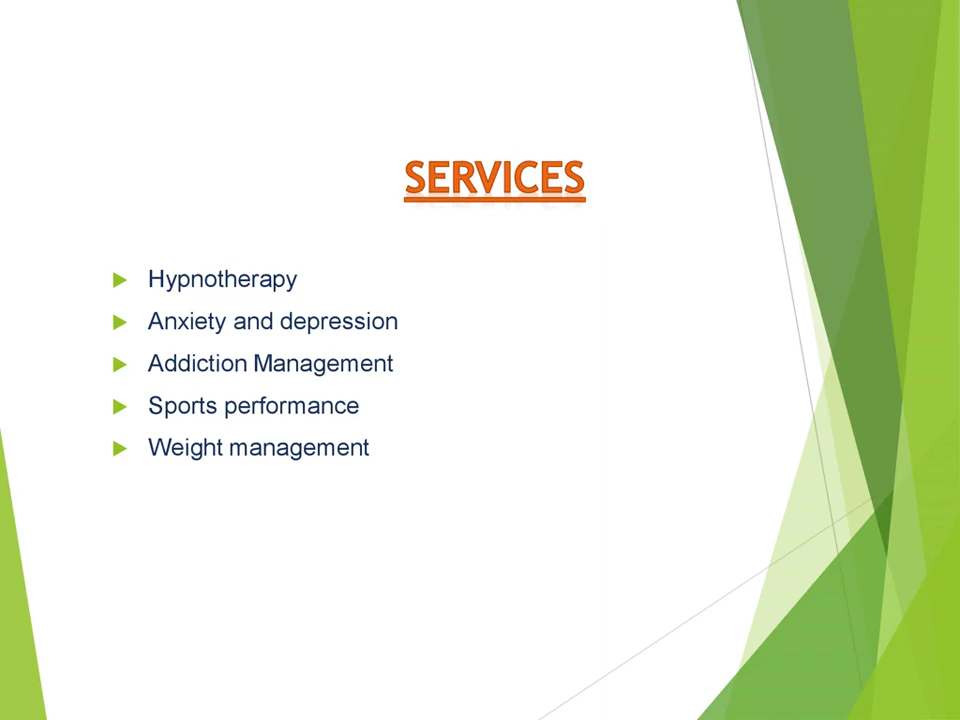 SERVICES
Hypnotherapy
Anxiety and depression
Addiction Management
Sports performance
Weight management